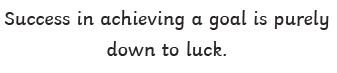 Success in achieving a goal is purely
down to luck.